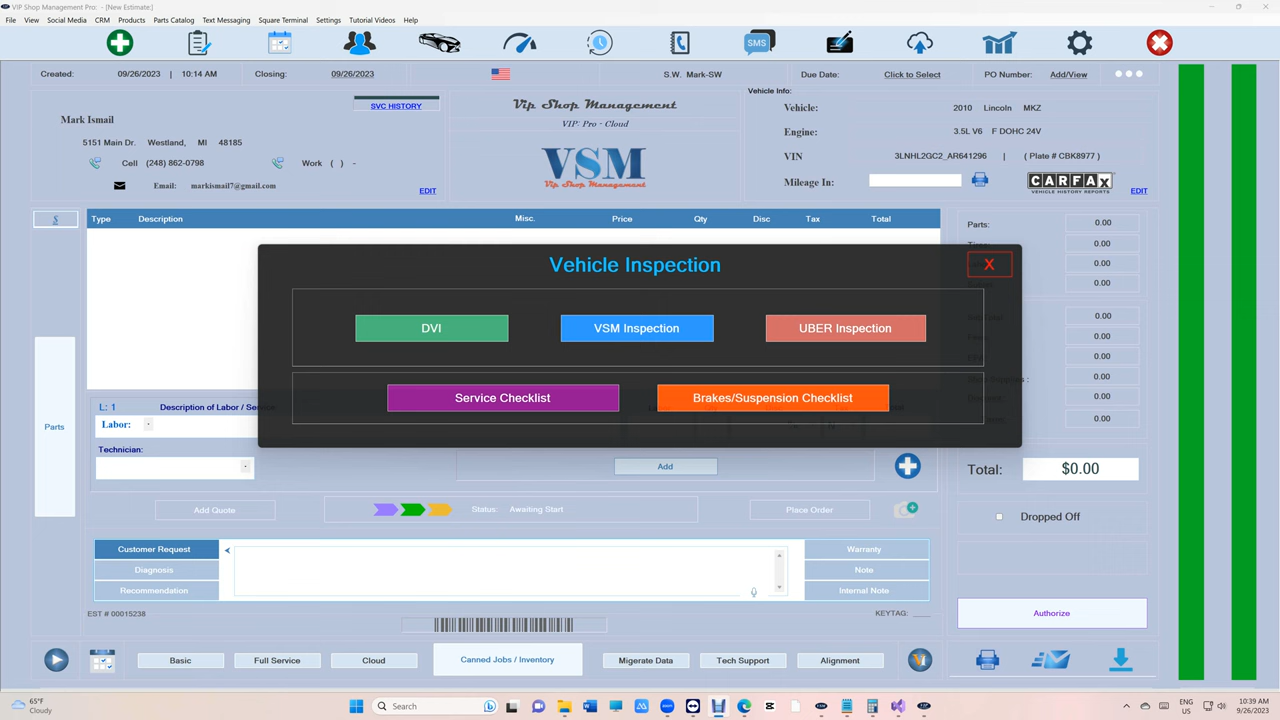 VIP Shop Management Pro: - [New Estimate:]
File View Social Media CRM Products Parts Catalog Text Messaging Square Terminal Settings Tutorial Videos Help
SMS
Created: 09/26/2023 | 10:14 AM Closing: 09/26/2023 S.W. Mark-SW Due Date: Click to Select PO Number: Add/View
SVC HISTORY
Mark Ismail
5151 Main Dr. Westland, MI 48185
Cell (248) 862-0798 Work ( ) -
Email: markismail7@gmail.com
EDIT
Vip Shop Management
VIP: Pro - Cloud
VSM
Vip Shop Management
Vehicle Info:
Vehicle: 2010 Lincoln MKZ
Engine: 3.5L V6 F DOHC 24V
VIN 3LNHL2GC2_AR641296 | ( Plate # CBK8977 )
Mileage In:
CARFAX
VEHICLE HISTORY REPORTS
EDIT
$ Type Description Misc. Price Qty Disc Tax Total
Parts: 0.00
0.00
0.00
0.00
0.00
0.00
0.00
0.00
0.00
0.00
Vehicle Inspection
X
DVI VSM Inspection UBER Inspection
Service Checklist Brakes/Suspension Checklist
Parts
L: 1 Description of Labor /
Labor:
Technician:
Add
Total: $0.00
Add Quote Status: Awaiting Start Place Order
Dropped Off
Customer Request
Diagnosis
Recommendation
Warranty
Note
Internal Note
EST # 00015238 KEYTAG: ____
Authorize
Basic Full Service Cloud Canned Jobs / Inventory Migerate Data Tech Support Alignment
65°F
Cloudy
Search
ENG
US
10:39 AM
9/26/2023